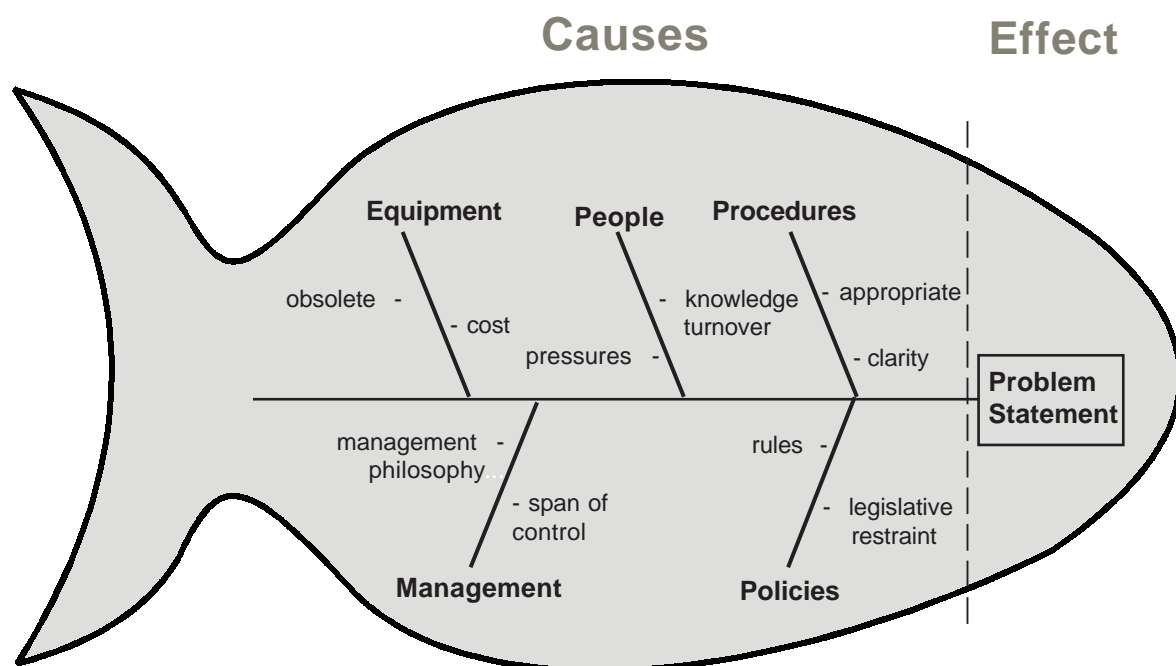 Causes
Effect
Equipment
People
Procedures
obsolete -
- cost
- knowledge
turnover
pressures -
- appropriate
- clarity
Problem
Statement
management -
philosophy...
- span of
control
rules -
- legislative
restraint
Management
Policies